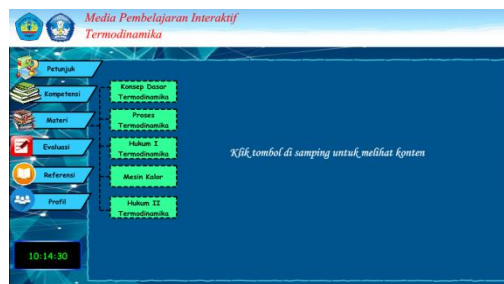 Media Pembelajaran Interaktif
Termodinamika
Petunjuk
Kompetensi
Materi
Evaluasi
Referensi
Profil
10:14:30
Konsep Dasar
Termodinamika
Proses
Termodinamika
Hukum I
Termodinamika
Mesin Kalor
Hukum II
Termodinamika
Klik tombol di samping untuk melihat konten